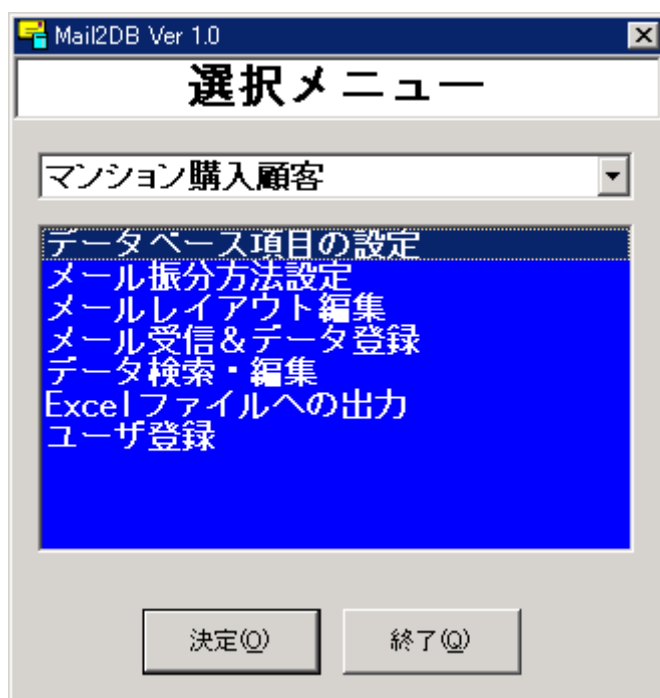 Mail2DB Ver 1.0
選択メニュー
マンション購入顧客
データベース項目の設定
メール振分方法設定
メールレイアウト編集
メール受信&データ登録
データ検索・編集
Excelファイルへの出力
ユーザ登録
決定(O) 終了(Q)